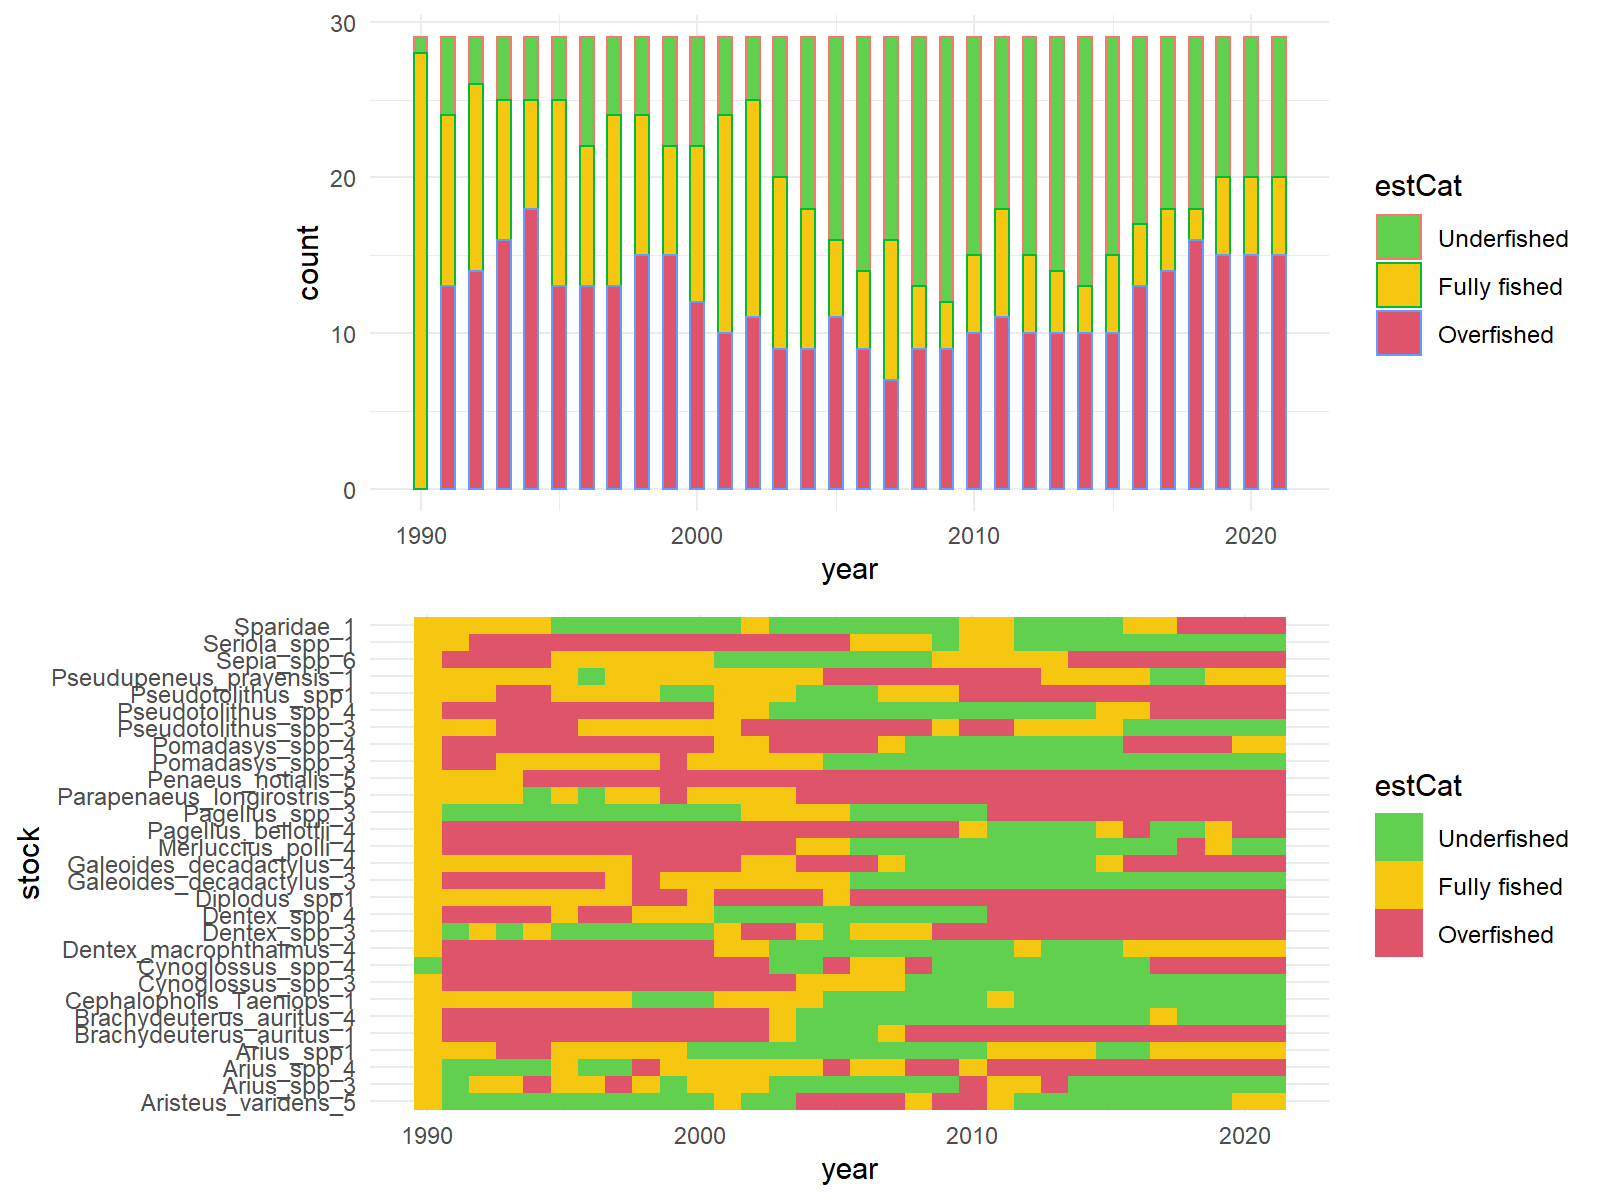 30
20
10
0
count
1990 2000 2010 2020
year
estCat
Underfished
Fully fished
Overfished
Sparidae_1
Seriola_spp_1
Sepia_spp_6
Pseudupeneus_prayensis_1
Pseudotolithus_spp1
Pseudotolithus_spp_4
Pseudotolithus_spp_3
Pomadasys_spp_4
Pomadasys_spp_3
Penaeus_notialis_5
Parapenaeus_longirostris_5
Pagellus_spp_3
Pagellus_bellottii_4
Merluccius_polli_4
Galeoides_decadactylus_4
Galeoides_decadactylus_3
Diplodus_spp1
Dentex_spp_4
Dentex_spp_3
Dentex_macrophthalmus_4
Cynoglossus_spp_4
Cynoglossus_spp_3
Cephalopholis_Taeniops_1
Brachydeuterus_auritus_4
Brachydeuterus_auritus_1
Arius_spp1
Arius_spp_4
Arius_spp_3
Aristeus_varidens_5
stock
1990 2000 2010 2020
year
estCat
Underfished
Fully fished
Overfished